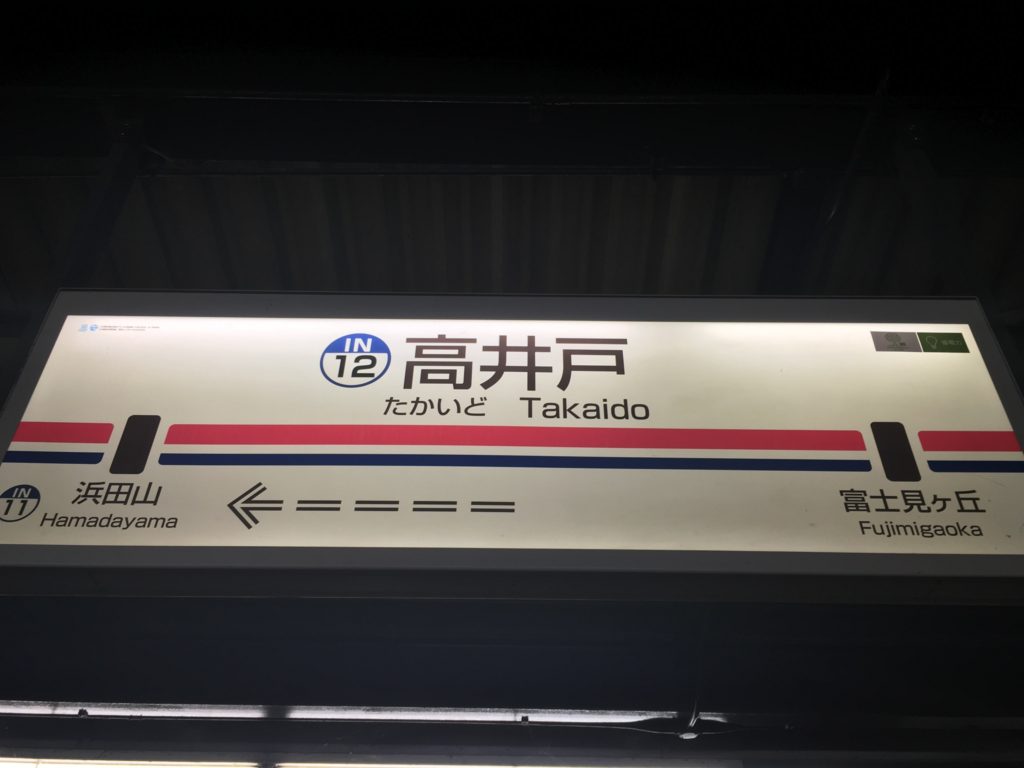 IN
12
高井戸
たかいど Takaido
IN
11
浜田山
Hamadayama
富士見ヶ丘
Fujimigaoka